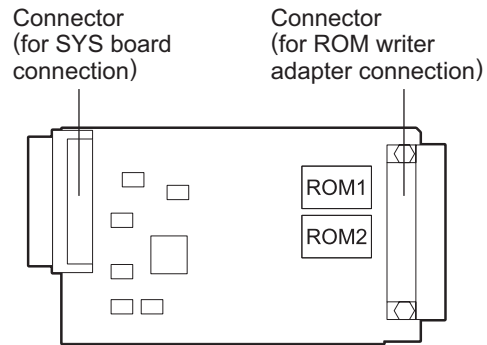 Connector
(for SYS board
connection)
Connector
(for ROM writer
adapter connection)
ROM1
ROM2